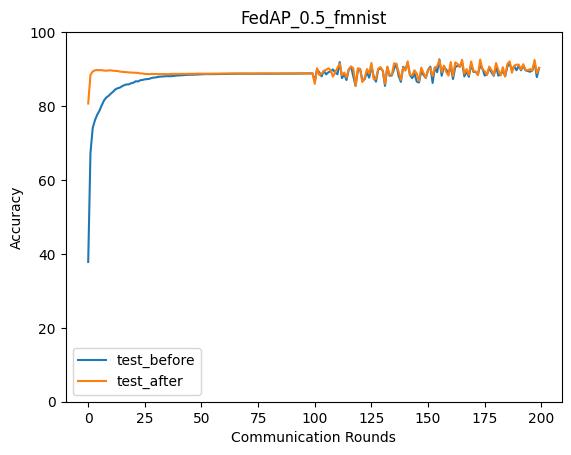 FedAP_0.5_fmnist
100
80
60
40
20
0
Accuracy
test_before
test_after
0 25 50 75 100 125 150 175 200
Communication Rounds